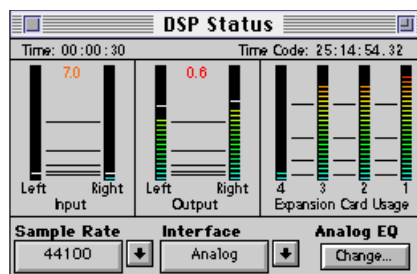 DSP Status
Time: 00:00:30 Time Code: 25:14:54.32
7.0 0.6
4 3 2 1
Left Right Left Right Expansion Card Usage
Input Output
Sample Rate Interface Analog EQ
44100 Analog Change...